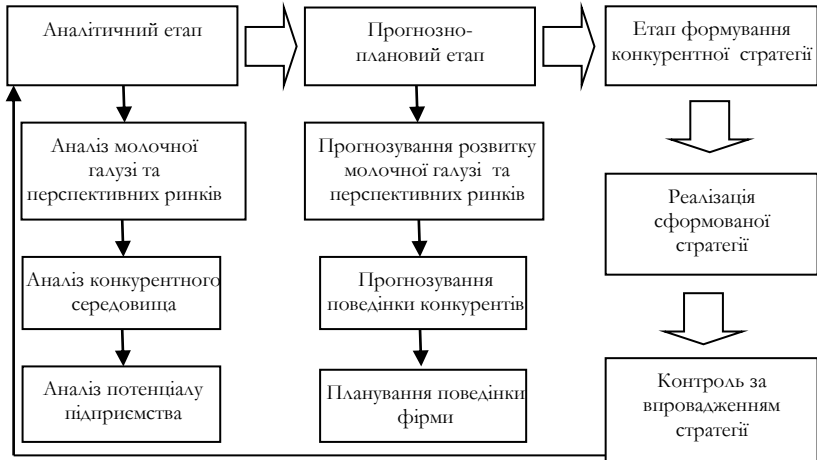 Аналітичний етап
Прогнозно-
плановий етап
Етап формування
конкурентної стратегії
Аналіз молочної
галузі та
перспективних ринків
Прогнозування розвитку
молочної галузі та
перспективних ринків
Реалізація
сформованої
стратегії
Аналіз конкурентного
середовища
Прогнозування
поведінки конкурентів
Аналіз потенціалу
підприємства
Планування поведінки
фірми
Контроль за
впровадженням
стратегії